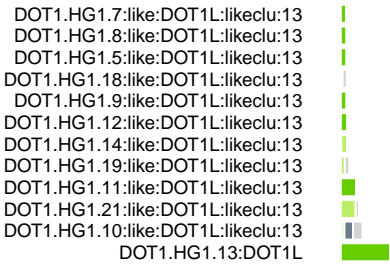 DOT1.HG1.7:like:DOT1L:likeclu:13
DOT1.HG1.8:like:DOT1L:likeclu:13
DOT1.HG1.5:like:DOT1L:likeclu:13
DOT1.HG1.18:like:DOT1L:likeclu:13
DOT1.HG1.9:like:DOT1L:likeclu:13
DOT1.HG1.12:like:DOT1L:likeclu:13
DOT1.HG1.14:like:DOT1L:likeclu:13
DOT1.HG1.19:like:DOT1L:likeclu:13
DOT1.HG1.11:like:DOT1L:likeclu:13
DOT1.HG1.21:like:DOT1L:likeclu:13
DOT1.HG1.10:like:DOT1L:likeclu:13
DOT1.HG1.13:DOT1L